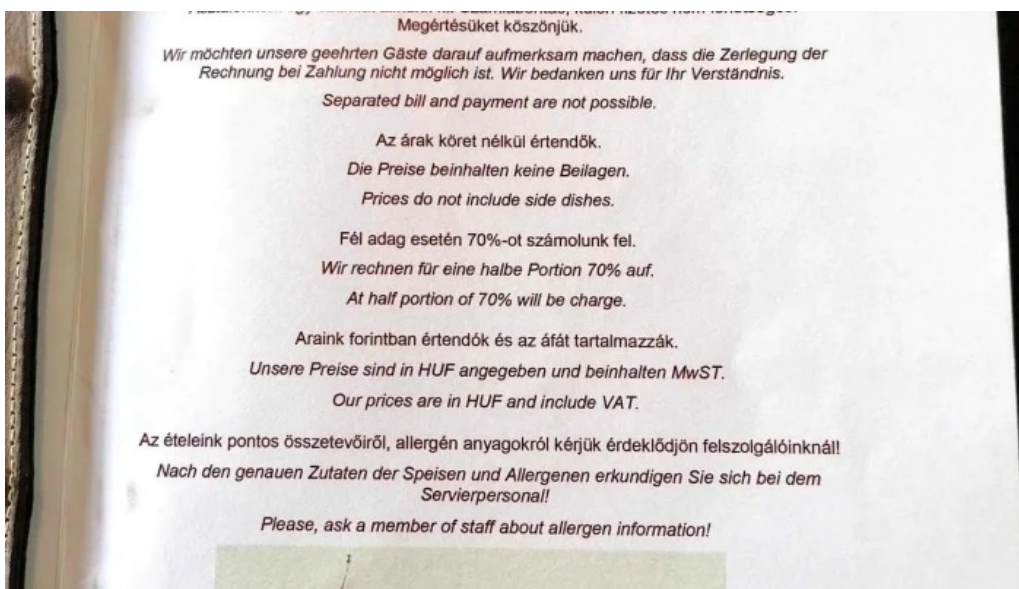 Megértésüket köszönjük.
Wir möchten unsere geehrten Gäste darauf aufmerksam machen, dass die Zerlegung der
Rechnung bei Zahlung nicht möglich ist. Wir bedanken uns für Ihr Verständnis.
Separated bill and payment are not possible.
Az árak köret nélkül értendők.
Die Preise beinhalten keine Beilagen.
Prices do not include side dishes.
Fél adag esetén 70%-ot számolunk fel.
Wir rechnen für eine halbe Portion 70% auf.
At half portion of 70% will be charge.
Araink forintban értendók és az áfát tartalmazzák.
Unsere Preise sind in HUF angegeben und beinhalten MwST.
Our prices are in HUF and include VAT.
Az ételeink pontos összetevőiről, allergén anyagokról kérjük érdeklődjön felszolgálóinknál!
Nach den genauen Zutaten der Speisen und Allergenen erkundigen Sie sich bei dem
Servierpersonal!
Please, ask a member of staff about allergen information!